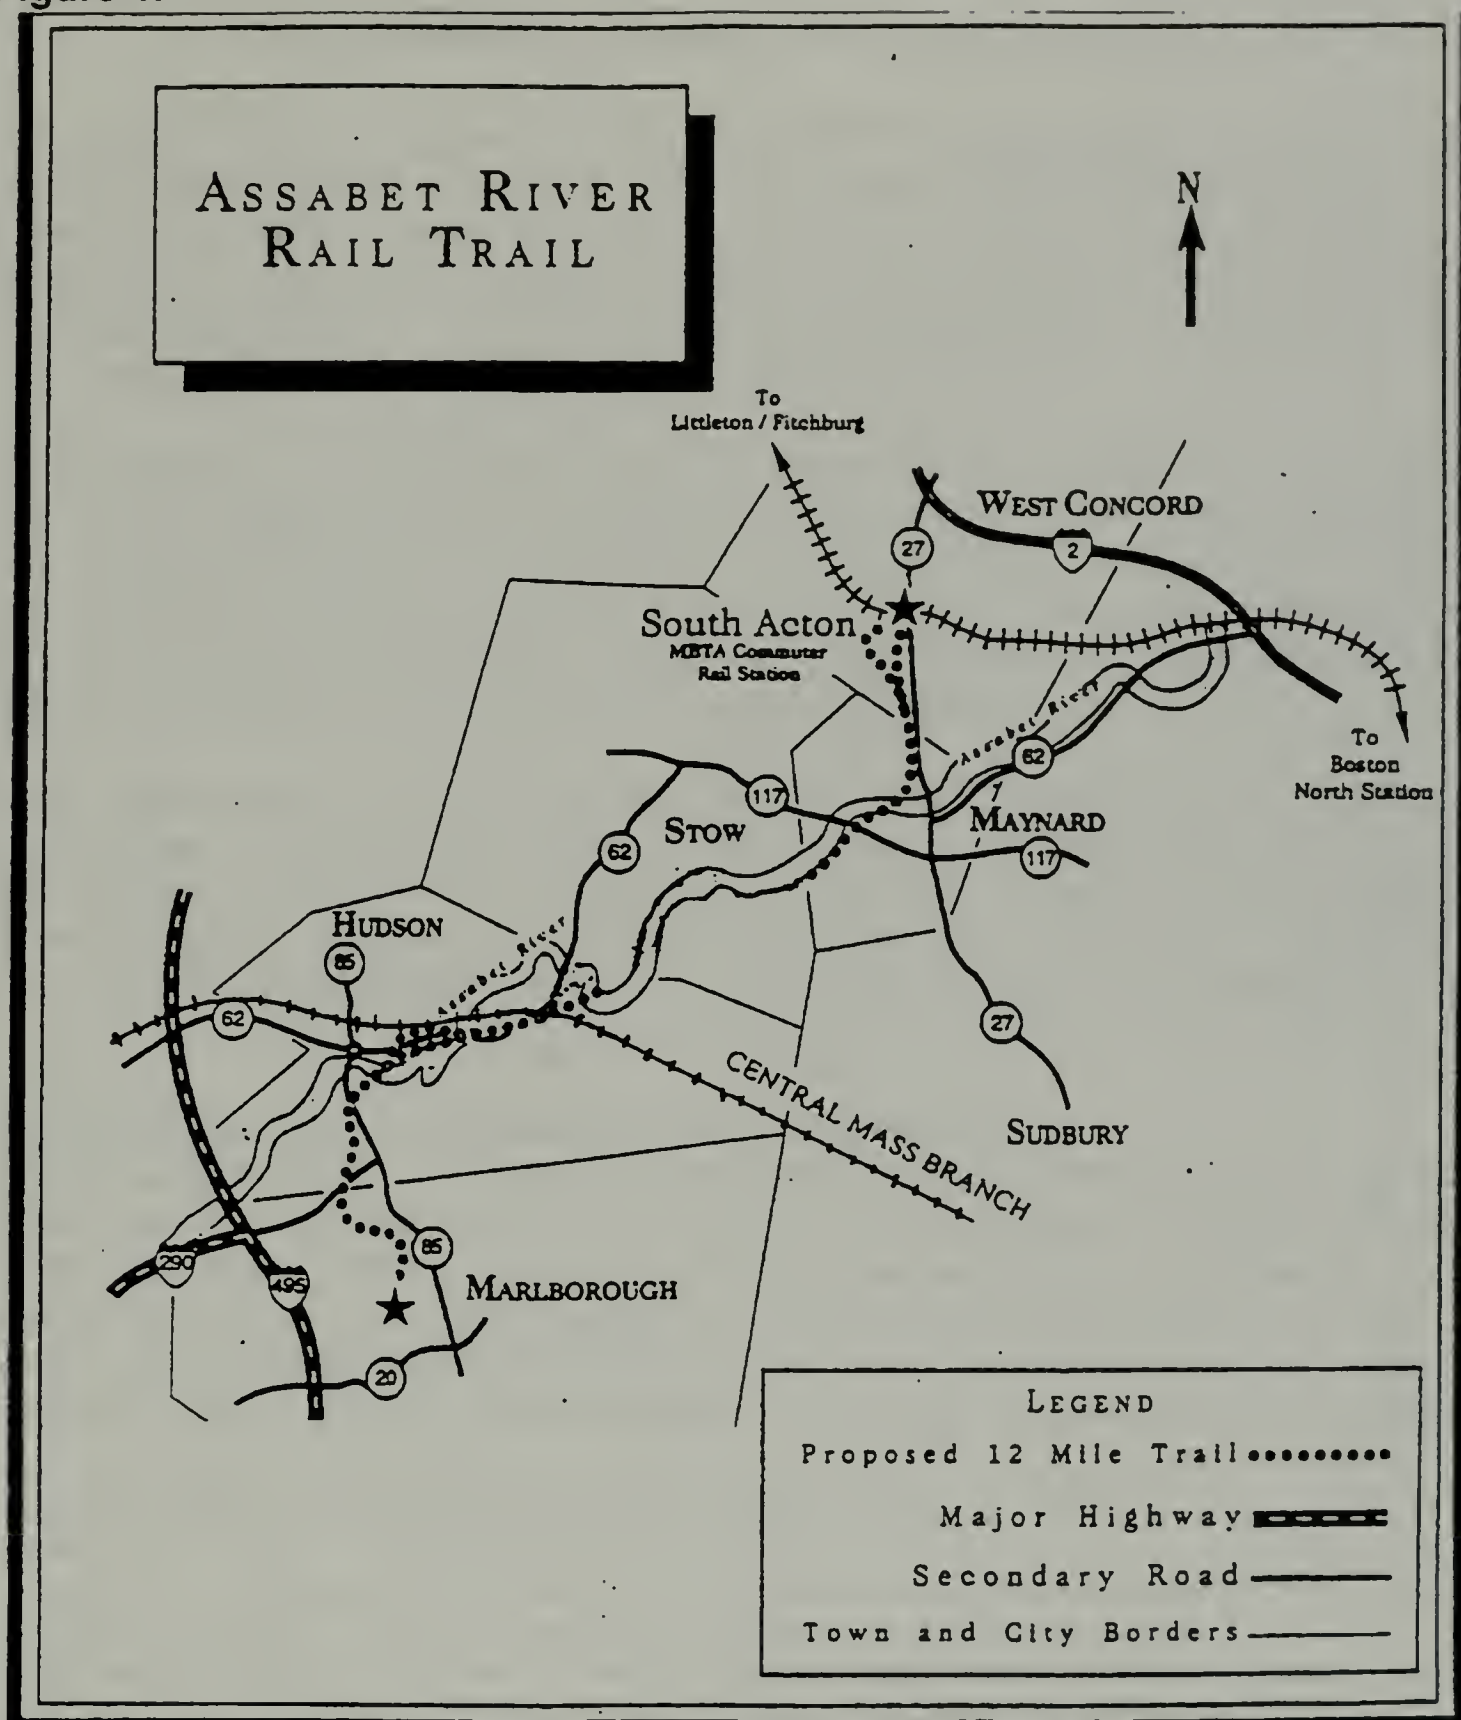 ASSABET RIVER
RAIL TRAIL
N
To
Littleton / Fitchburg
WEST CONCORD
27
2
South Acton
MBTA Commuter
Rail Station
Assabet River
62
To
Boston
North Station
117
STOW
MAYNARD
62
117
HUDSON
Assabet River
85
62
27
CENTRAL MASS BRANCH
SUDBURY
85
290
495
MARLBOROUGH
20
LEGEND
Proposed 12 Mile Trail
Major Highway
Secondary Road
Town and City Borders